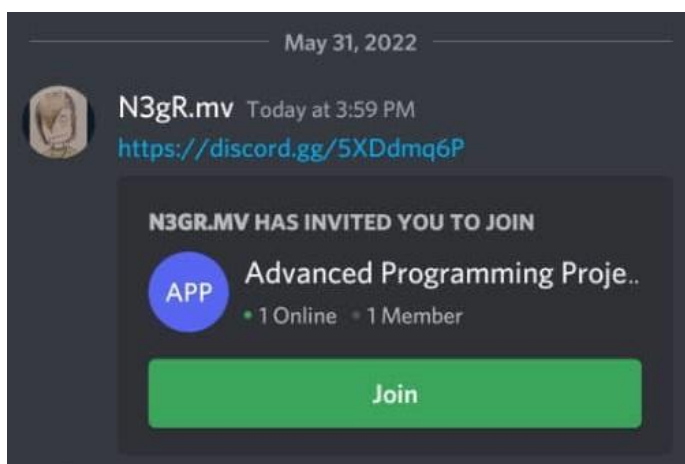 May 31, 2022
N3gR.mv Today at 3:59 PM
https://discord.gg/5XDdmq6P
N3GR.MV HAS INVITED YOU TO JOIN
APP
Advanced Programming Proje..
1 Online 1 Member
Join